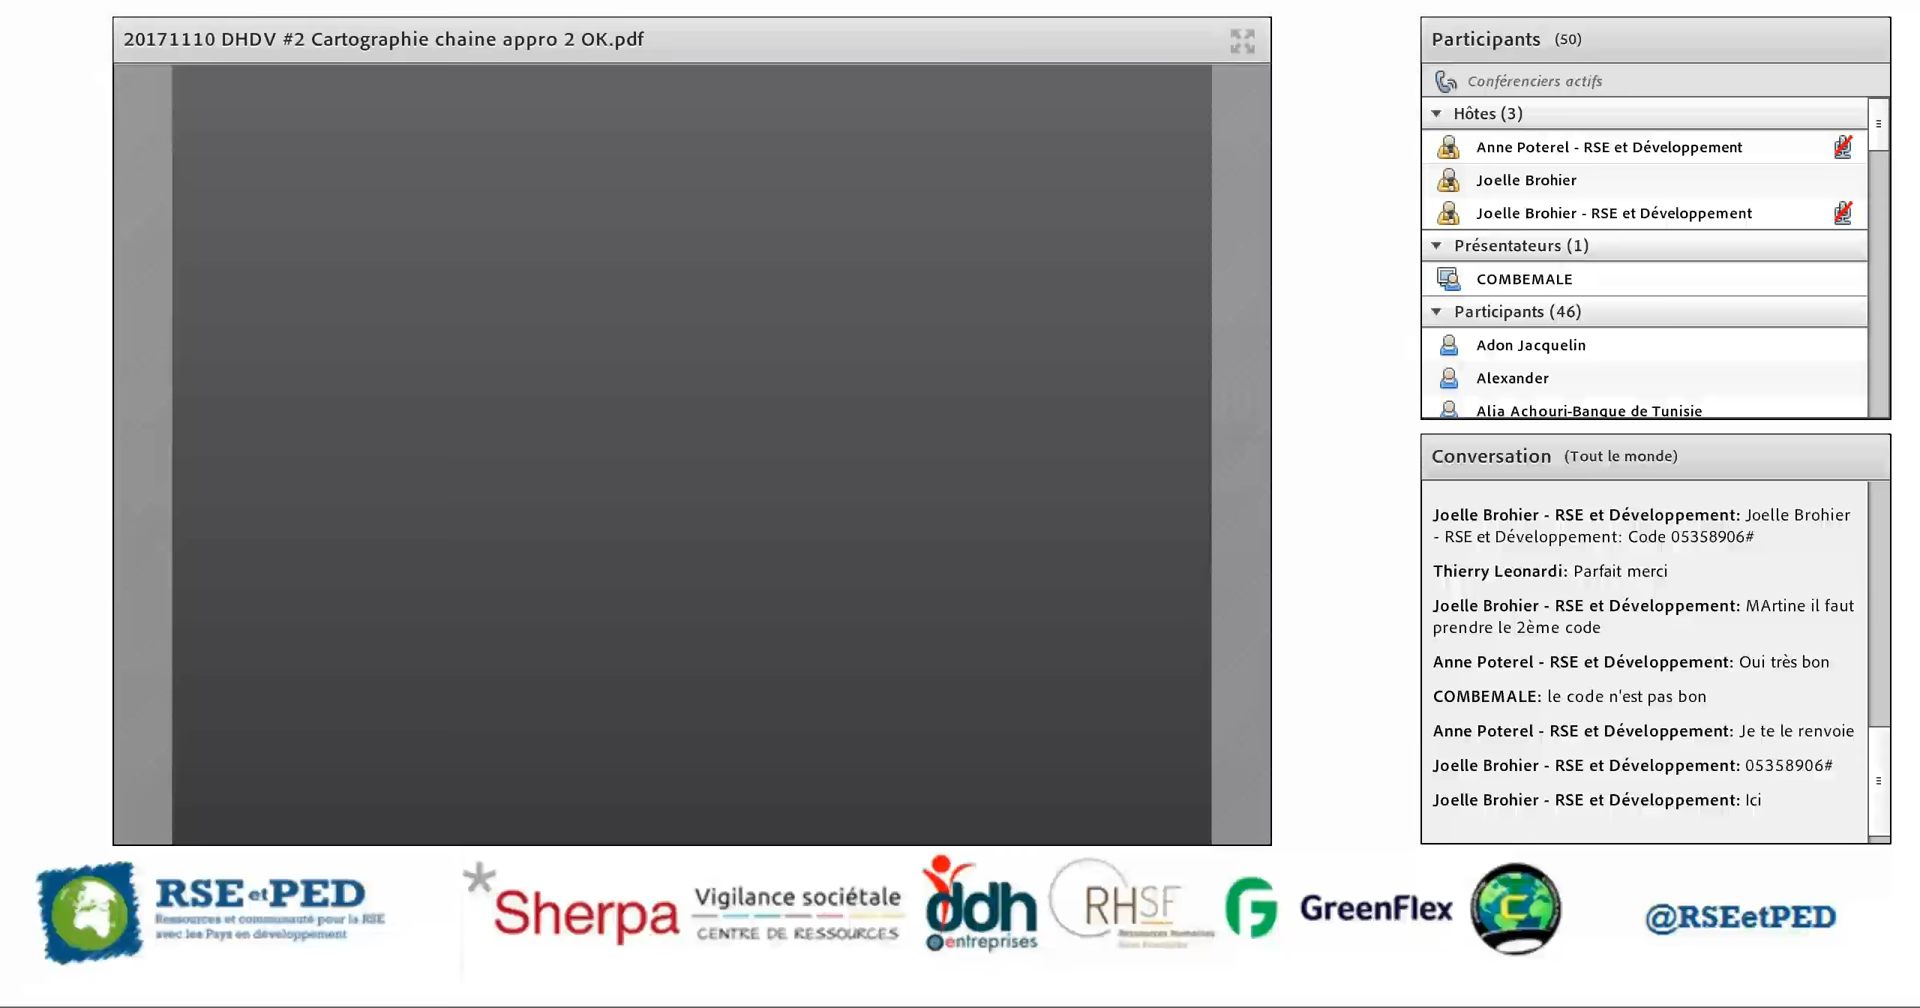 20171110 DHDV #2 Cartographie chaine appro 2 OK.pdf
Participants (50)
Conférenciers actifs
Hôtes (3)
Anne Poterel - RSE et Développement
Joelle Brohier
Joelle Brohier - RSE et Développement
Présentateurs (1)
COMBEMALE
Participants (46)
Adon Jacquelin
Alexander
Alia Achouri-Banque de Tunisie
Conversation (Tout le monde)
Joelle Brohier - RSE et Développement: Joelle Brohier
- RSE et Développement: Code 05358906#
Thierry Leonardi: Parfait merci
Joelle Brohier - RSE et Développement: MArtine il faut
prendre le 2ème code
Anne Poterel - RSE et Développement: Oui très bon
COMBEMALE: le code n'est pas bon
Anne Poterel - RSE et Développement: Je te le renvoie
Joelle Brohier - RSE et Développement: 05358906#
Joelle Brohier - RSE et Développement: Ici
RSE et PED
Ressources et communauté pour la RSE
avec les Pays en développement
Sherpa
Vigilance sociétale
CENTRE DE RESSOURCES
ddh
entreprises
RHSF
Ressources Humaines
GreenFlex
C
@RSEetPED